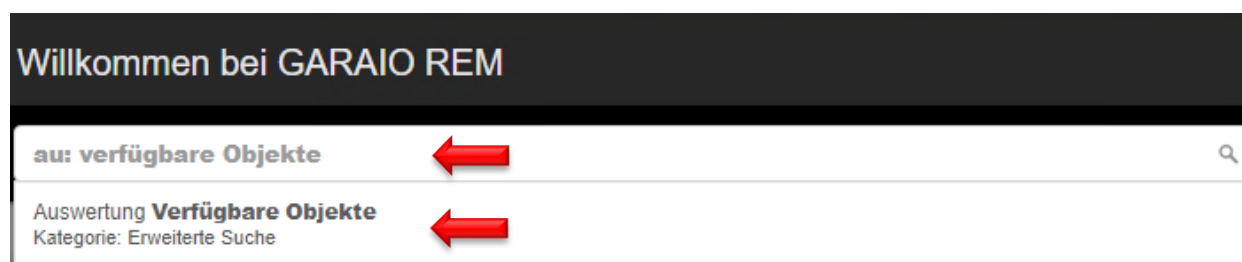 Willkommen bei GARAIO REM
au: verfügbare Objekte
Auswertung Verfügbare Objekte
Kategorie: Erweiterte Suche